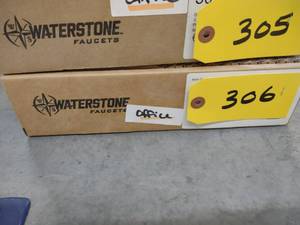 WATERSTONE
FAUCETS
305
WATERSTONE
FAUCETS
office
306